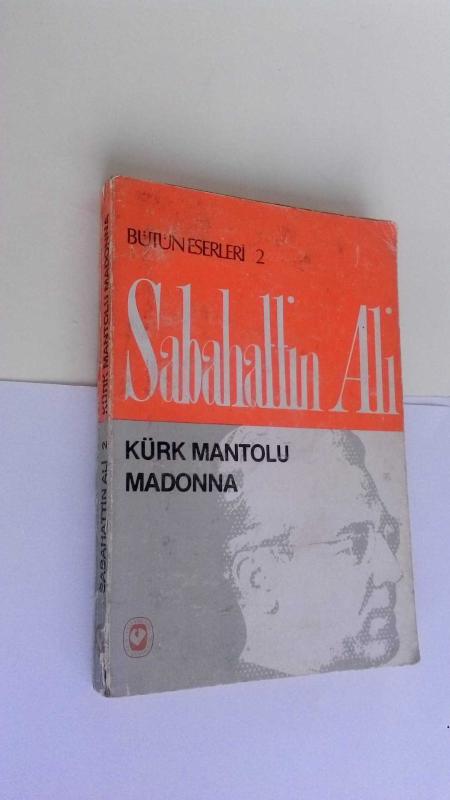 BÜTÜN ESERLERİ 2
Sabahattin Ali
KÜRK MANTOLU
MADONNA
SABAHATTİN ALİ 2 KÜRK MANTOLU MADONNA